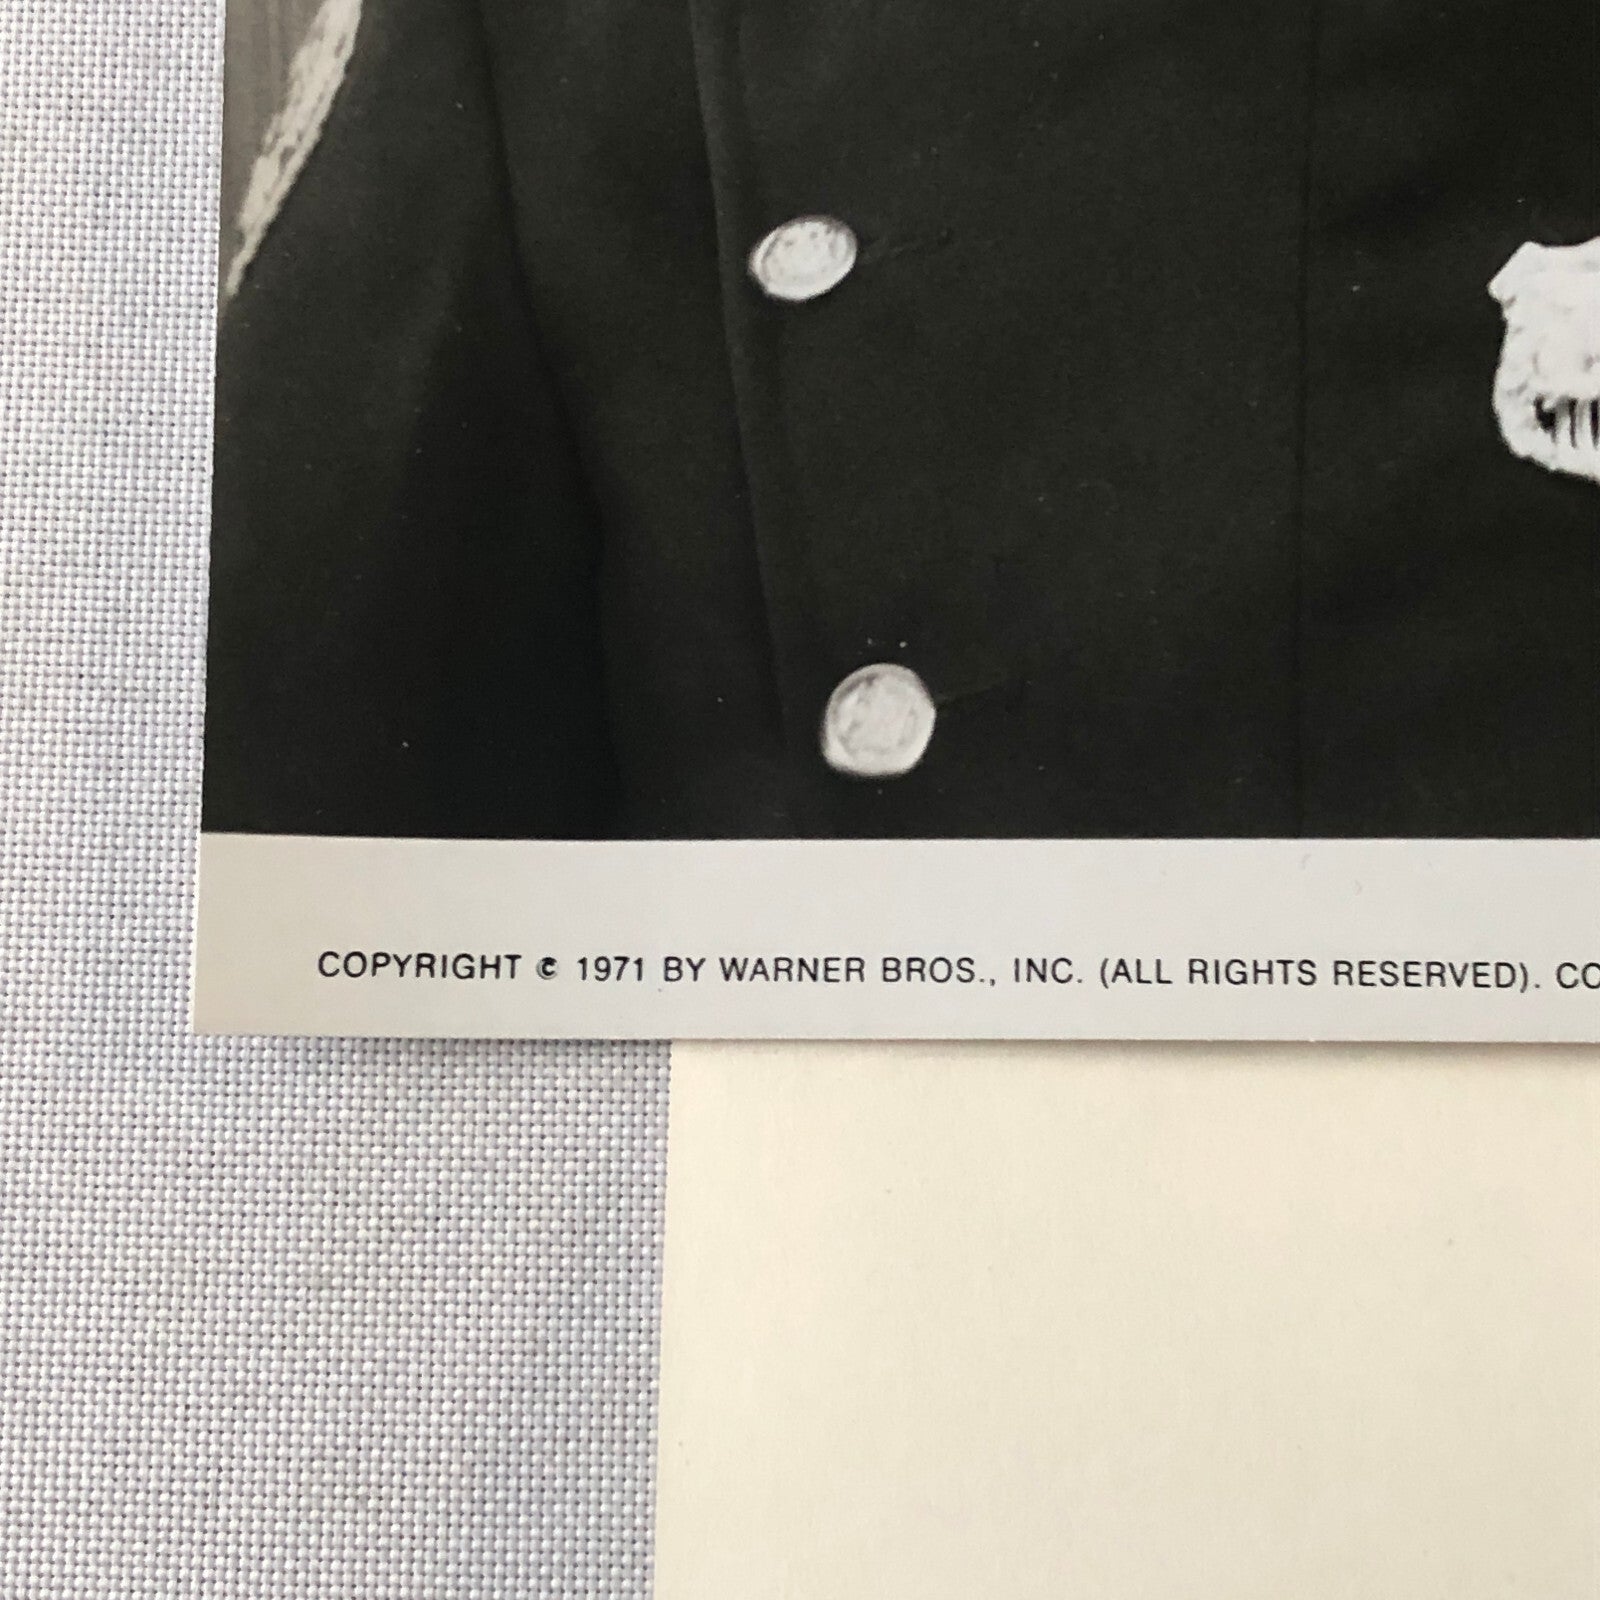 COPYRIGHT © 1971 BY WARNER BROS., INC. (ALL RIGHTS RESERVED). CO